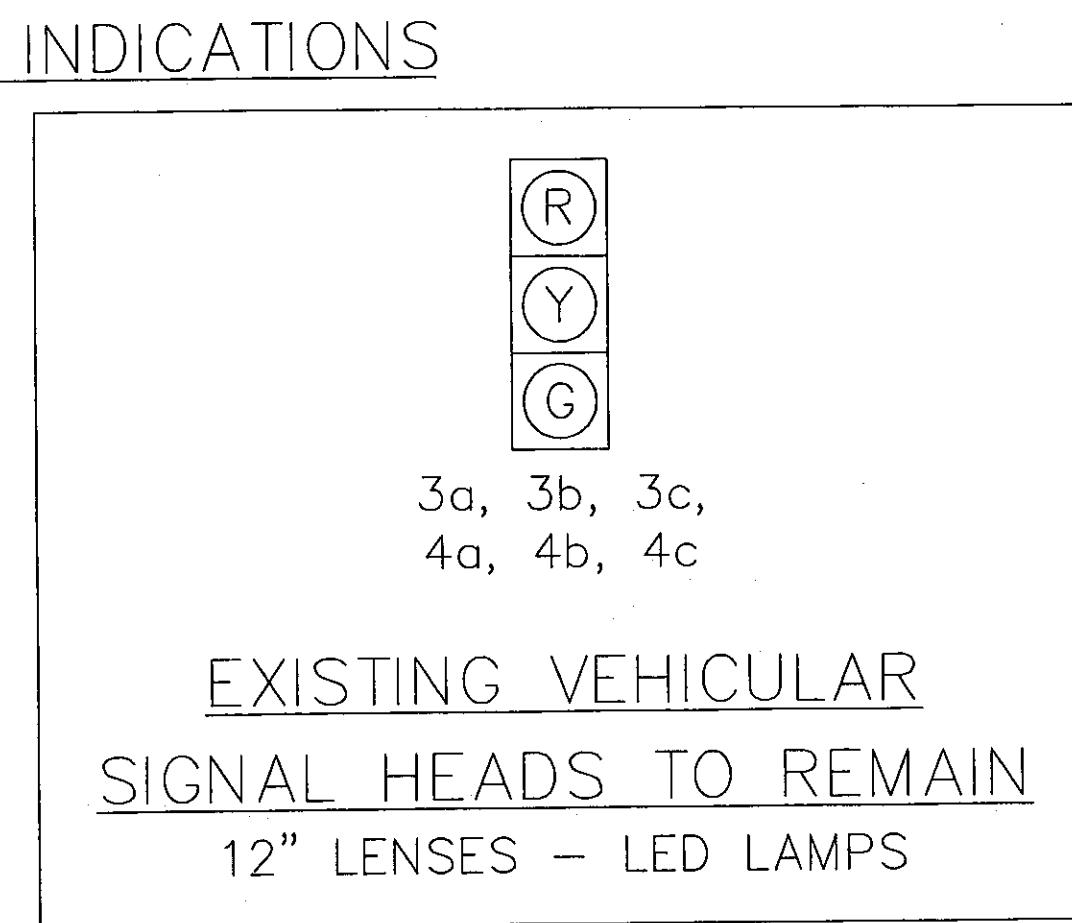 INDICATIONS
R
Y
G
3a, 3b, 3c,
4a, 4b, 4c
EXISTING VEHICULAR
SIGNAL HEADS TO REMAIN
12” LENSES – LED LAMPS